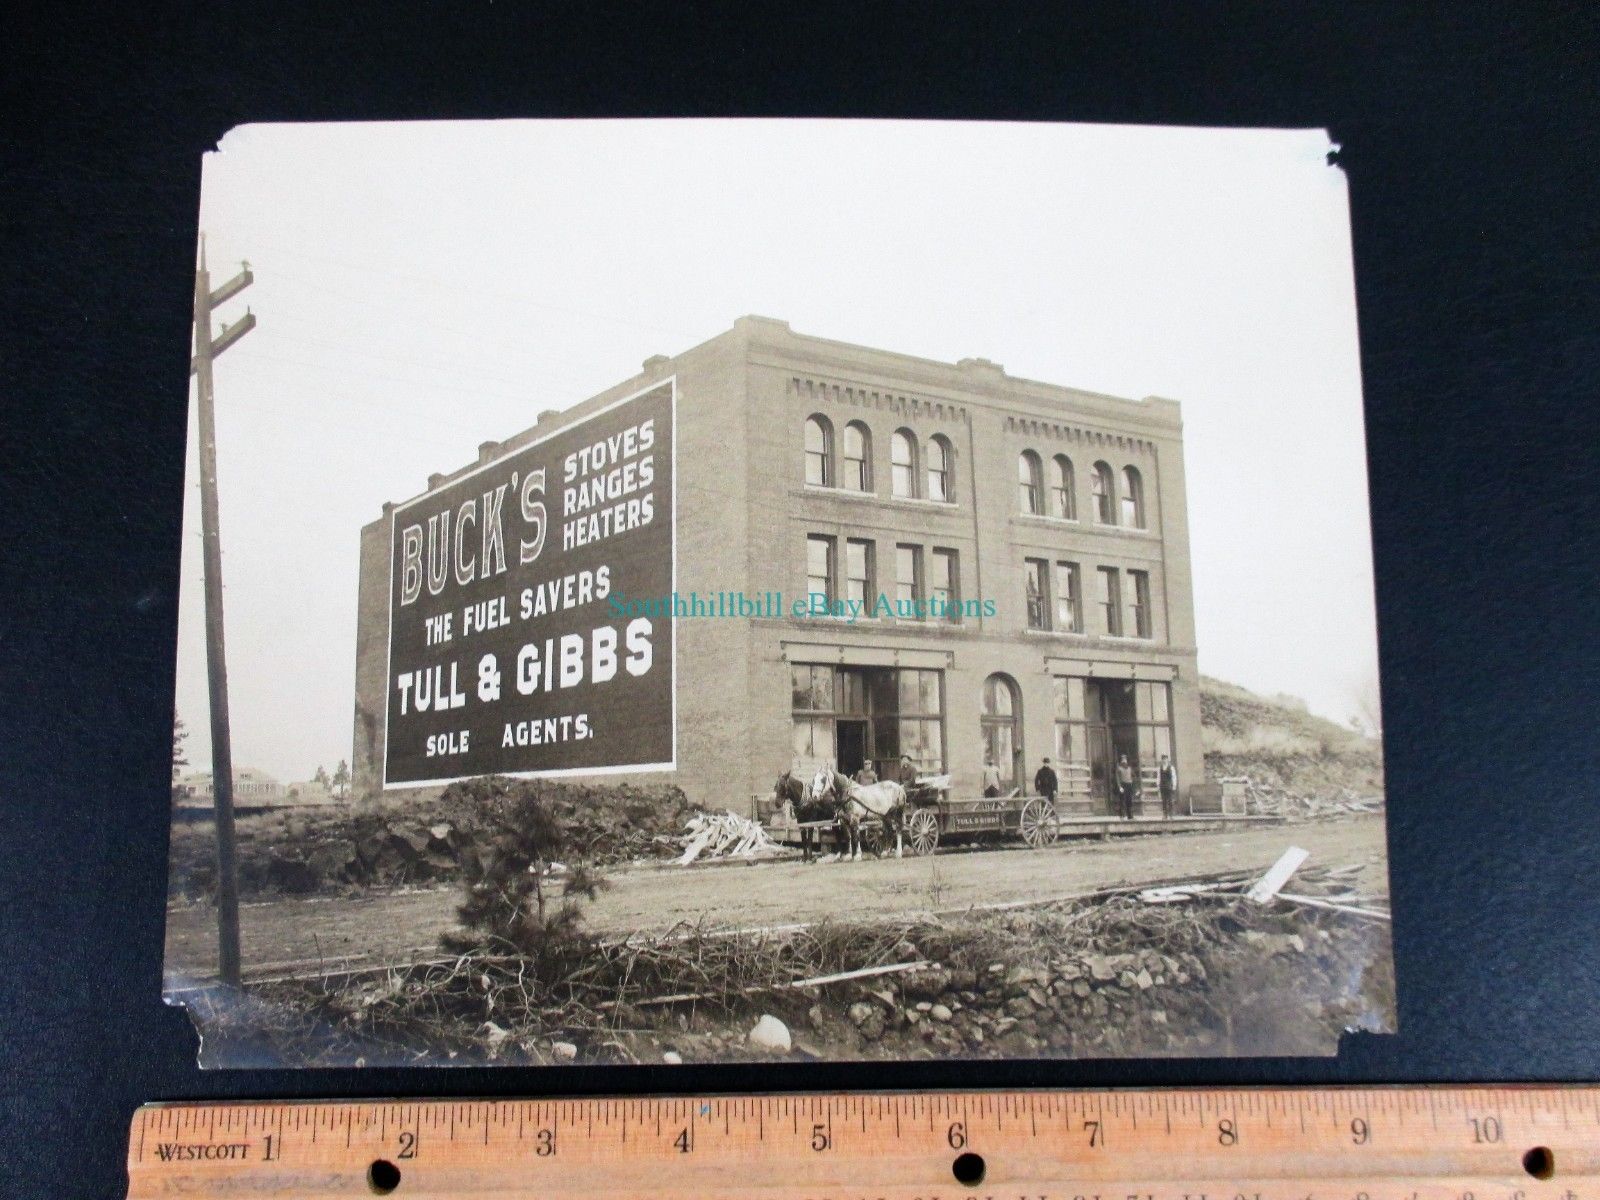 BUCK'S
STOVES
RANGES
HEATERS
THE FUEL SAVERS
TULL & GIBBS
SOLE AGENTS.
Southhillbill eBay Auctions
TULL & GIBBS
WESTCOTT 1 2 3 4 5 6 7 8 9 10